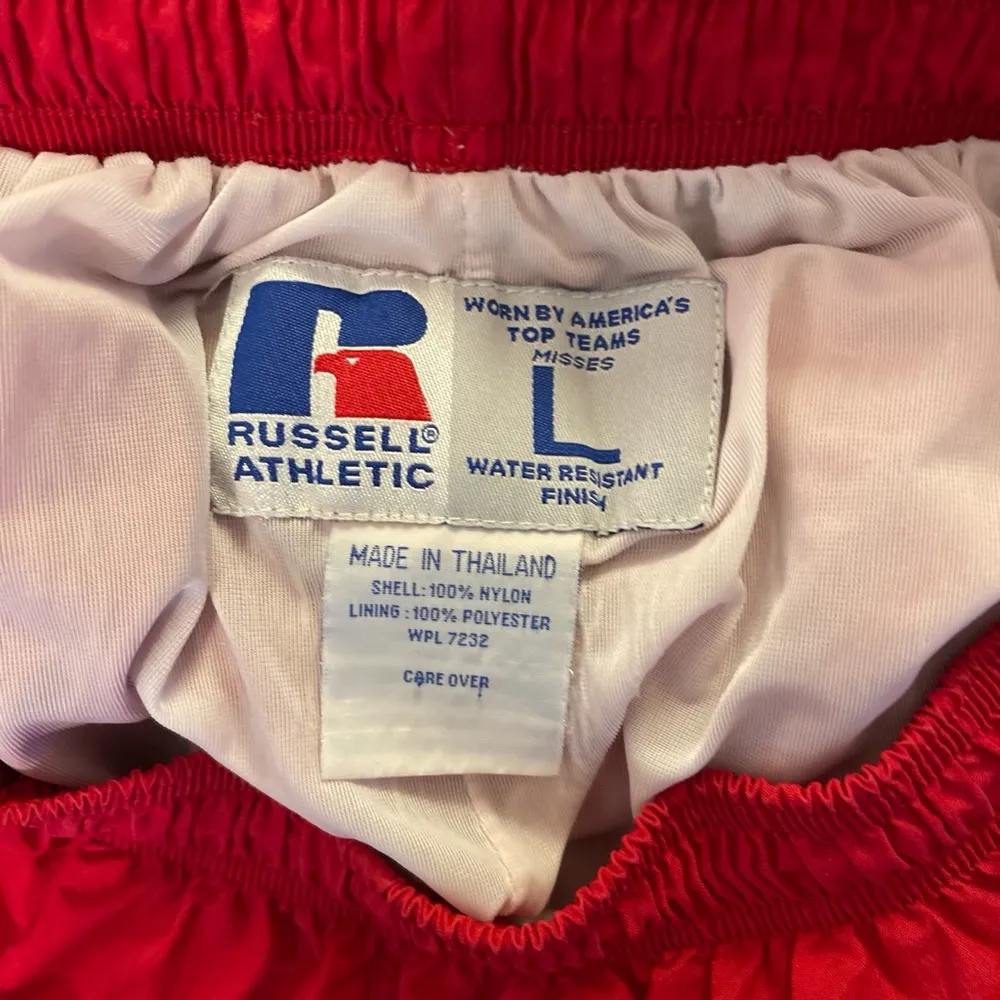 RUSSELL®
ATHLETIC
WORN BY AMERICA'S
TOP TEAMS
MISSES
L
WATER RESISTANT
FINISH
MADE IN THAILAND
SHELL: 100% NYLON
LINING : 100% POLYESTER
WPL 7232
CARE OVER